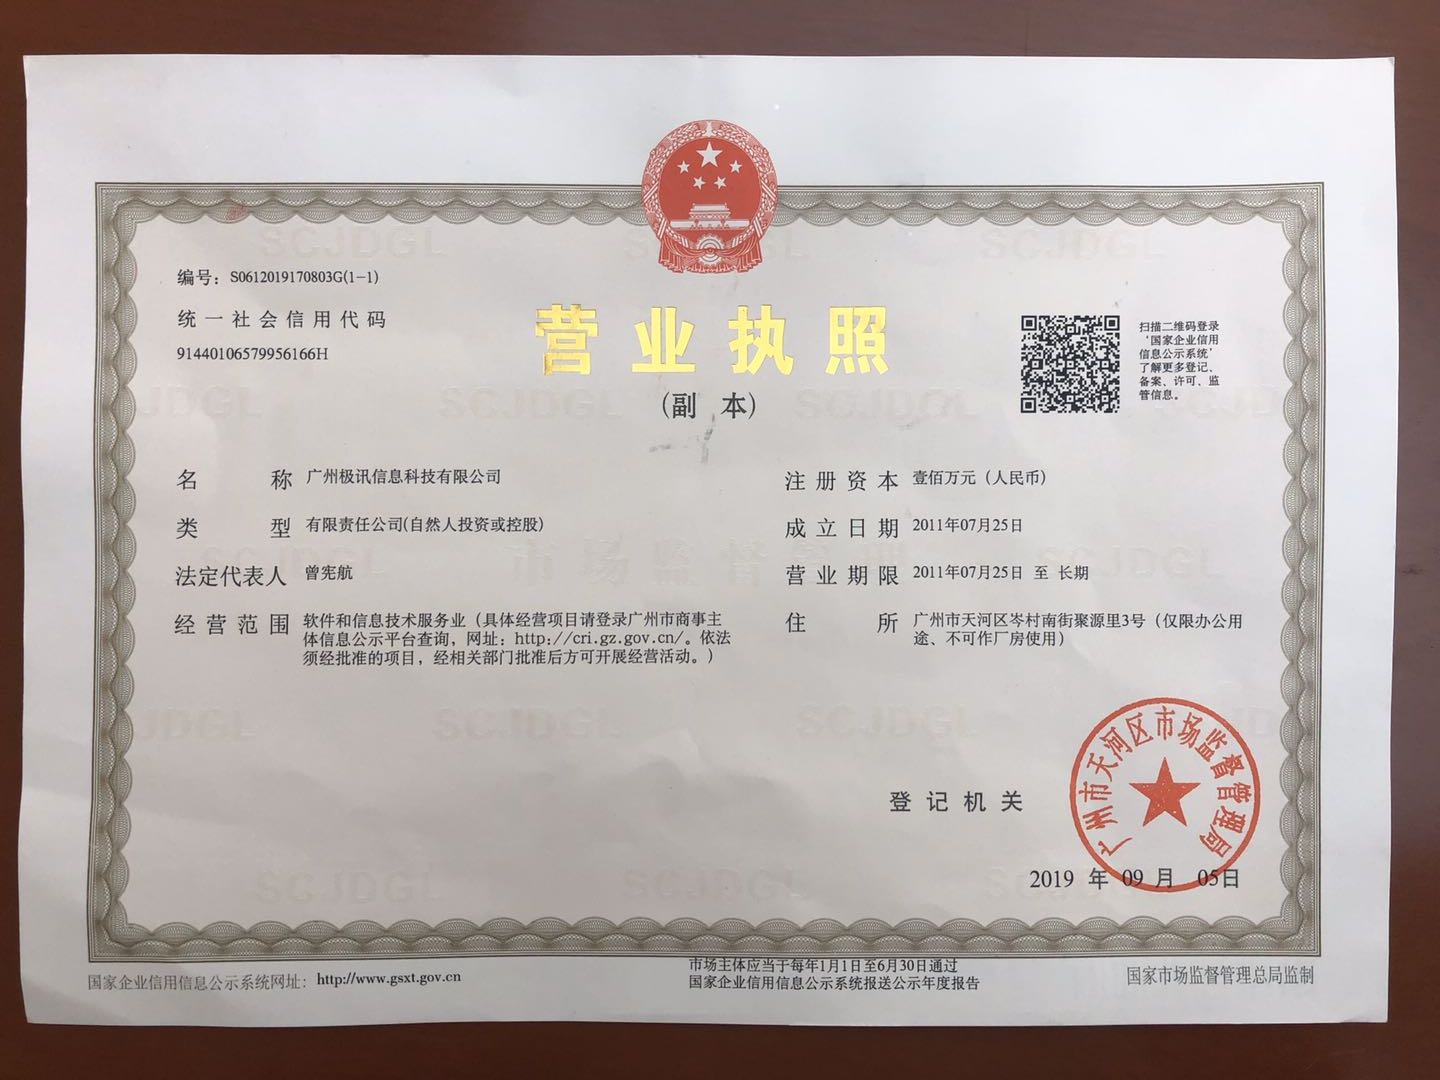 编号：S0612019170803G(1-1)
统一社会信用代码
91440106579956166H
营业执照
（副 本）
扫描二维码登录
‘国家企业信用
信息公示系统’
了解更多登记、
备案、许可、监
管信息。
名 称 广州极讯信息科技有限公司
类 型 有限责任公司(自然人投资或控股)
法定代表人 曾宪航
经营范围 软件和信息技术服务业（具体经营项目请登录广州市商事主
体信息公示平台查询，网址：http://cri.gz.gov.cn/。依法
须经批准的项目，经相关部门批准后方可开展经营活动。）
注册资本 壹佰万元（人民币）
成立日期 2011年07月25日
营业期限 2011年07月25日 至 长期
住 所 广州市天河区岑村南街聚源里3号（仅限办公用
途、不可作厂房使用）
登记机关
广州市天河区市场监督管理局
2019 年 09 月 05日
国家企业信用信息公示系统网址：http://www.gsxt.gov.cn
市场主体应当于每年1月1日至6月30日通过
国家企业信用信息公示系统报送公示年度报告
国家市场监督管理总局监制
SCJDGL
市场监督管理